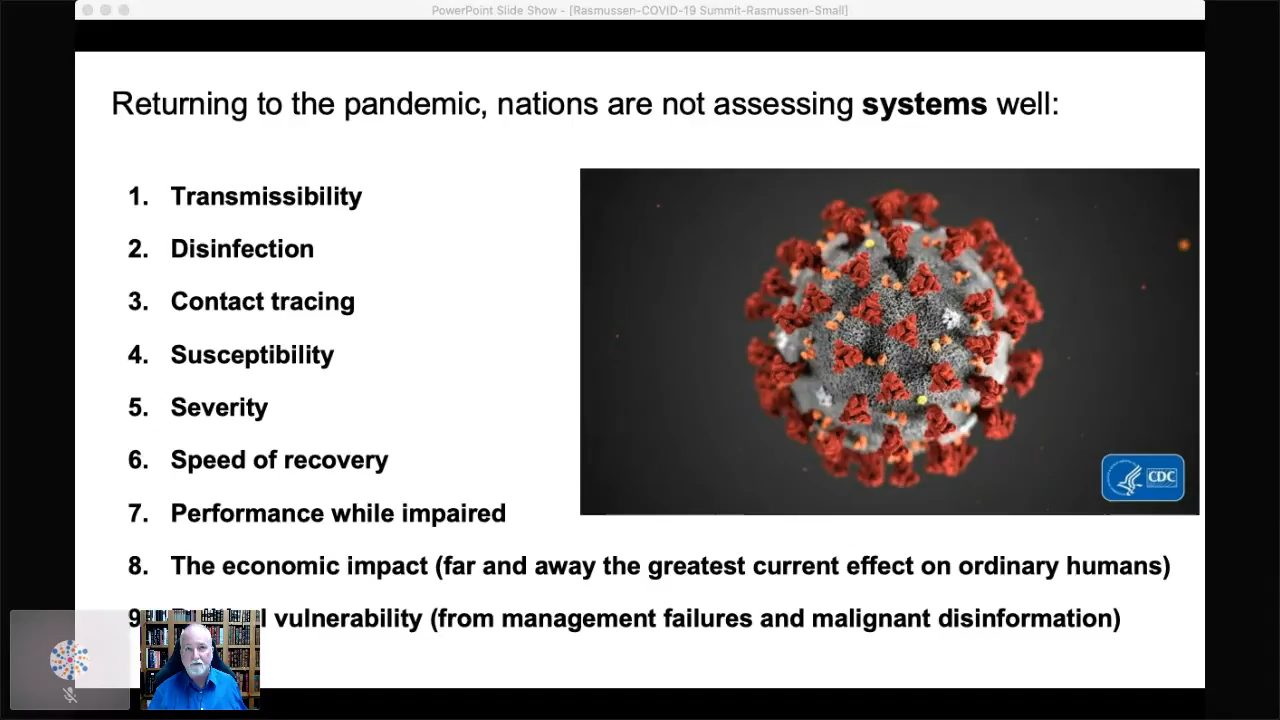 PowerPoint Slide Show - [Rasmussen-COVID-19 Summit-Rasmussen-Small]
Returning to the pandemic, nations are not assessing systems well:
1. Transmissibility
2. Disinfection
3. Contact tracing
4. Susceptibility
5. Severity
6. Speed of recovery
7. Performance while impaired
CDC
8. The economic impact (far and away the greatest current effect on ordinary humans)
9 vulnerability (from management failures and malignant disinformation)